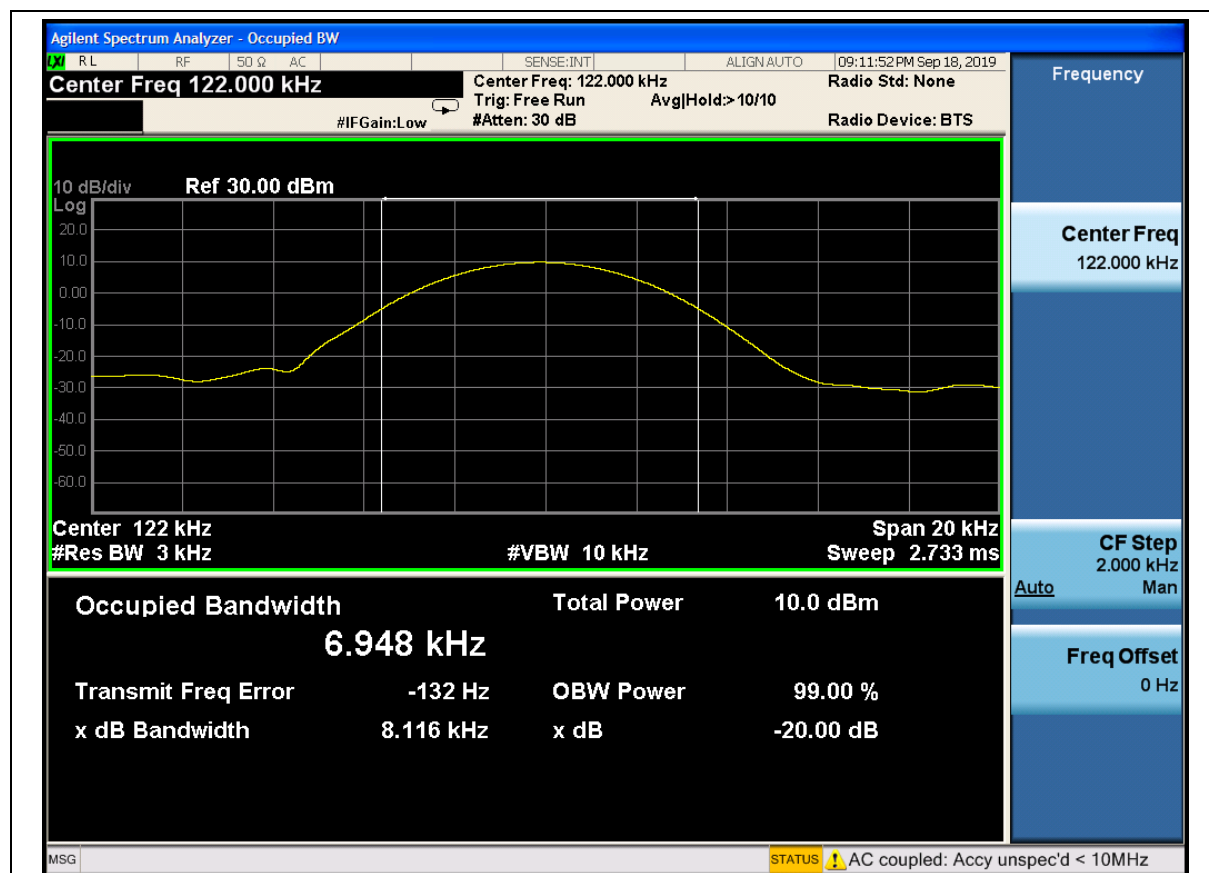 Agilent Spectrum Analyzer - Occupied BW
LXI RL RF 50 Ω AC SENSE:INT ALIGN AUTO 09:11:52 PM Sep 18, 2019
Center Freq 122.000 kHz
Center Freq: 122.000 kHz Radio Std: None
Trig: Free Run Avg|Hold:> 10/10
#IFGain:Low #Atten: 30 dB Radio Device: BTS
10 dB/div Ref 30.00 dBm
Log
20.0
10.0
0.00
-10.0
-20.0
-30.0
-40.0
-50.0
-60.0
Center 122 kHz Span 20 kHz
#Res BW 3 kHz #VBW 10 kHz Sweep 2.733 ms
Occupied Bandwidth Total Power 10.0 dBm
6.948 kHz
Transmit Freq Error -132 Hz OBW Power 99.00 %
x dB Bandwidth 8.116 kHz x dB -20.00 dB
Frequency
Center Freq
122.000 kHz
CF Step
2.000 kHz
Auto Man
Freq Offset
0 Hz
MSG STATUS AC coupled: Accy unspec'd < 10MHz